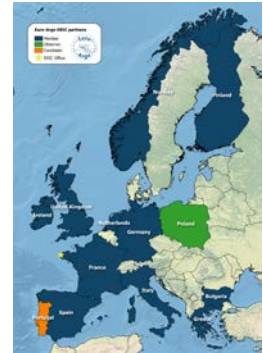 Euro-Argo ERIC partners
Member
Observer
Candidate
ERIC Office
Norway
Finland
United Kingdom
Ireland
Netherlands
Poland
Germany
France
Italy
Bulgaria
Portugal
Spain
Greece